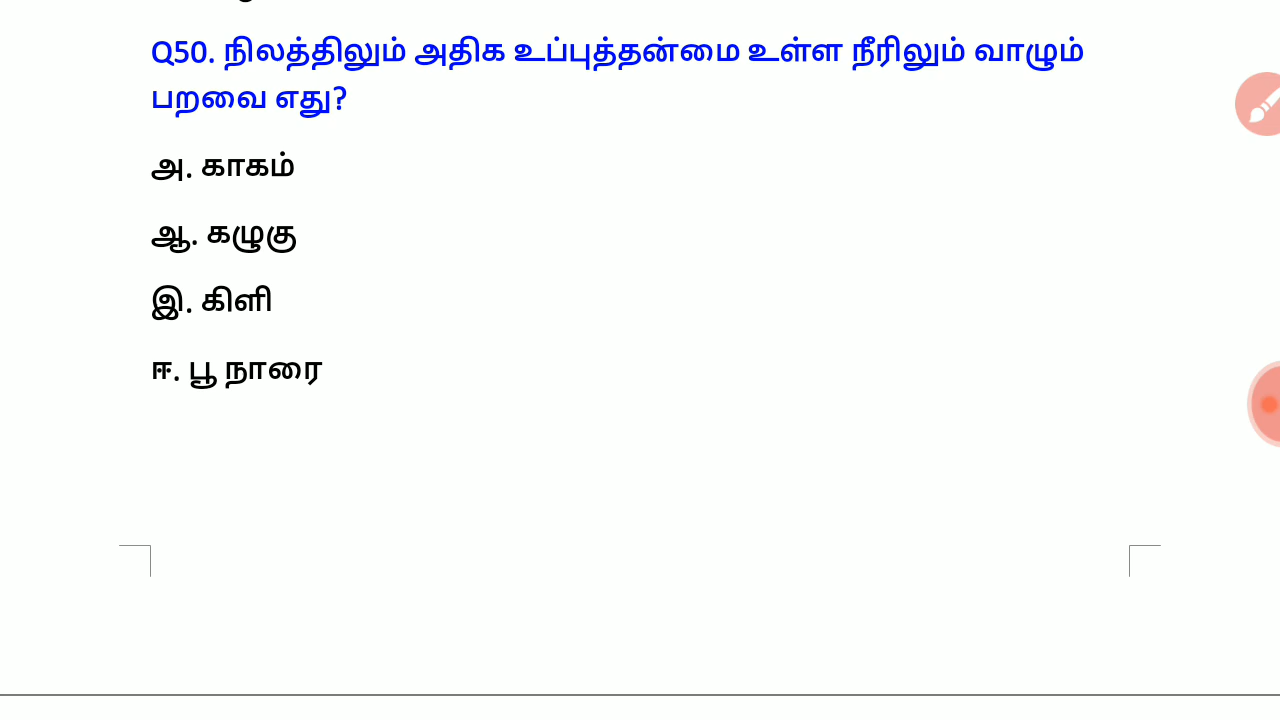 Q50. நிலத்திலும் அதிக உப்புத்தன்மை உள்ள நீரிலும் வாழும்
பறவை எது?
அ. காகம்
ஆ. கழுகு
இ. கிளி
ஈ. பூ நாரை